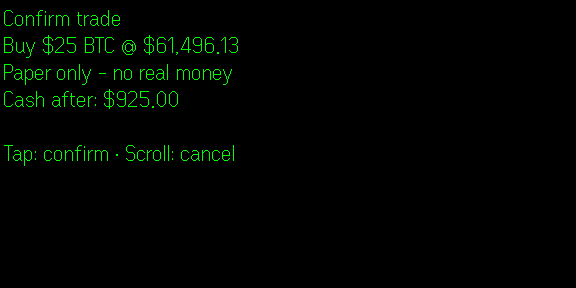 Confirm trade
Buy $25 BTC @ $61,496.13
Paper only - no real money
Cash after: $925.00
Tap: confirm · Scroll: cancel